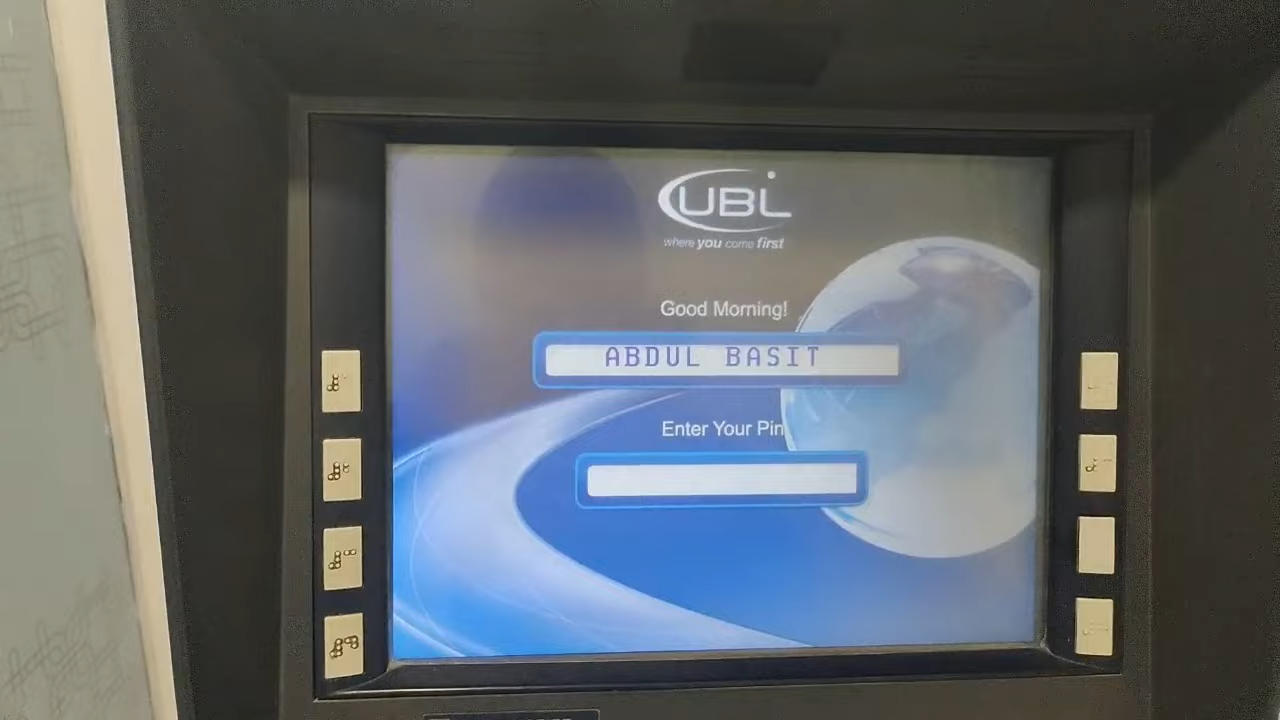 UBL
where you come first
Good Morning!
ABDUL BASIT
Enter Your Pin